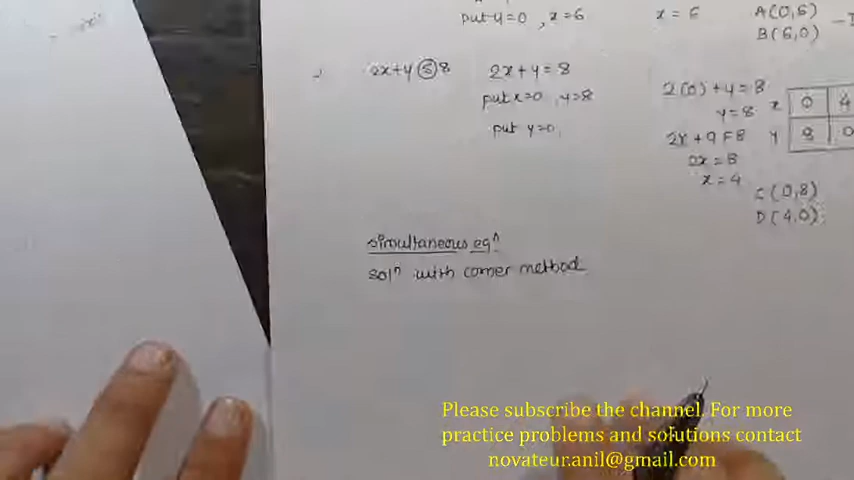 put y=0 , x=6
x = 6
A(0,6)
B(6,0)
2x+y ≤ 8
2x+y = 8
put x=0 , y=8
put y=0,
2(0)+y=8
y=8
2x+0=8
2x=8
x=4
x 0 4
y 8 0
C(0,8)
D(4,0)
simultaneous eqⁿ
solⁿ with corner method
Please subscribe the channel. For more
practice problems and solutions contact
novateur.anil@gmail.com